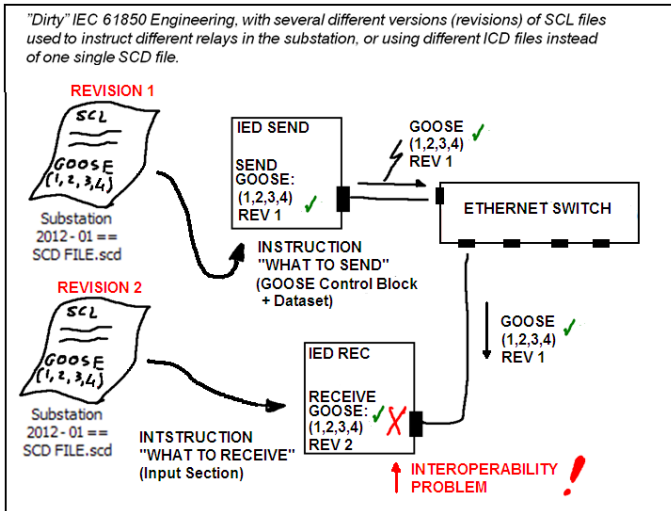 "Dirty" IEC 61850 Engineering, with several different versions (revisions) of SCL files
used to instruct different relays in the substation, or using different ICD files instead
of one single SCD file.
REVISION 1
SCL
GOOSE
(1,2,3,4)
Substation
2012-01 ==
SCD FILE.scd
IED SEND
SEND
GOOSE:
(1,2,3,4)
REV 1
GOOSE
(1,2,3,4)
REV 1
ETHERNET SWITCH
INSTRUCTION
"WHAT TO SEND"
(GOOSE Control Block
+ Dataset)
REVISION 2
SCL
GOOSE
(1,2,3,4)
Substation
2012-01 ==
SCD FILE.scd
INTSTRUCTION
"WHAT TO RECEIVE"
(Input Section)
IED REC
RECEIVE
GOOSE:
(1,2,3,4)
REV 2
GOOSE
(1,2,3,4)
REV 1
INTEROPERABILITY
PROBLEM !